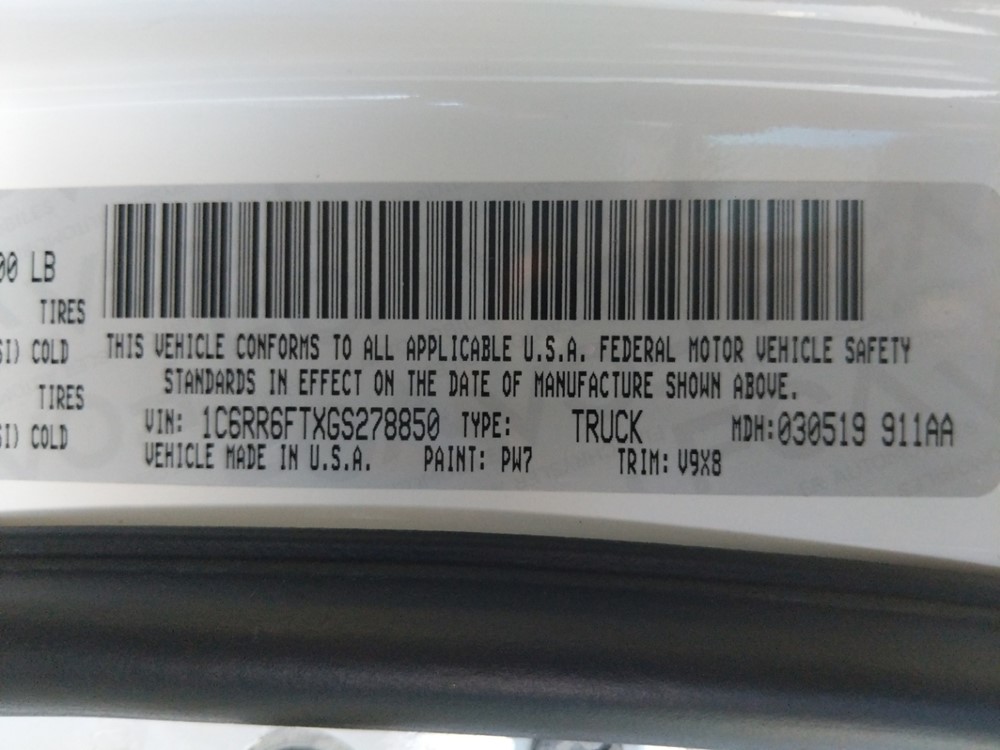 00 LB
TIRES
SI) COLD
TIRES
SI) COLD
THIS VEHICLE CONFORMS TO ALL APPLICABLE U.S.A. FEDERAL MOTOR VEHICLE SAFETY
STANDARDS IN EFFECT ON THE DATE OF MANUFACTURE SHOWN ABOVE.
VIN: 1C6RR6FTXGS278850 TYPE: TRUCK MDH:030519 911AA
VEHICLE MADE IN U.S.A. PAINT: PW7 TRIM: V9X8